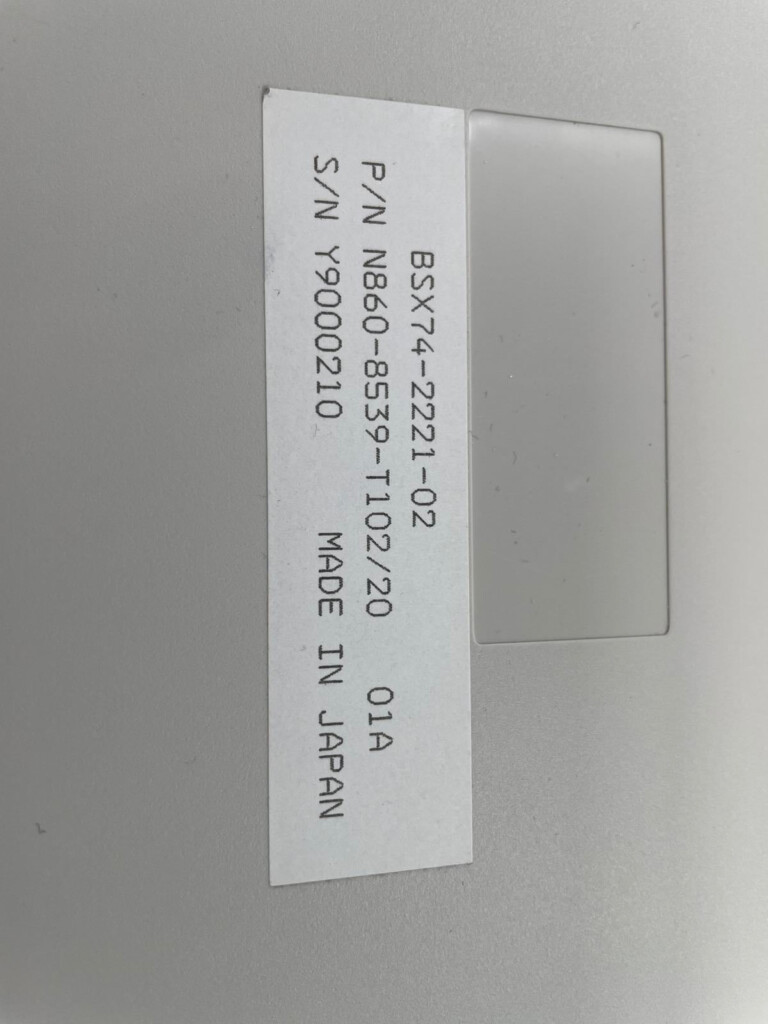 BSX74-2221-02
P/N N860-8539-T102/20 01A
S/N Y9000210 MADE IN JAPAN